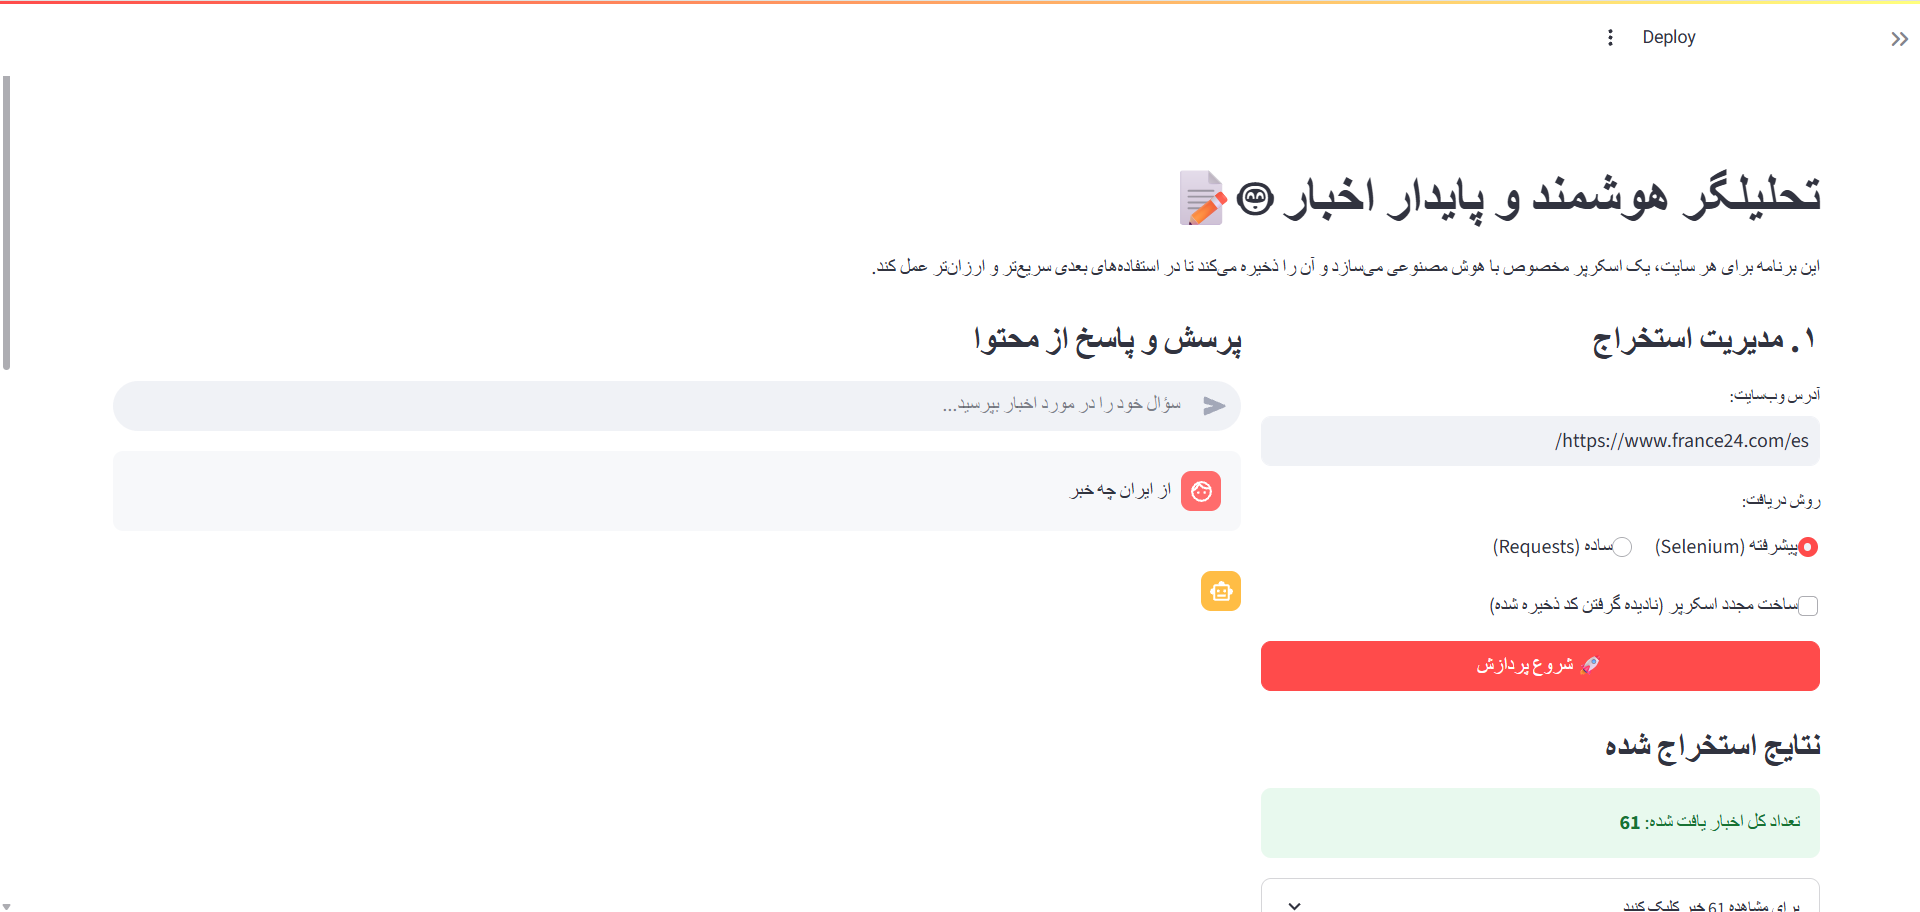 Deploy
تحلیلگر هوشمند و پایدار اخبار
این برنامه برای هر سایت، یک اسکرپر مخصوص با هوش مصنوعی می‌سازد و آن را ذخیره می‌کند تا در استفاده‌های بعدی سریع‌تر و ارزان‌تر عمل کند.
۱. مدیریت استخراج
آدرس وب‌سایت:
https://www.france24.com/es/
روش دریافت:
پیشرفته (Selenium)
ساده (Requests)
ساخت مجدد اسکرپر (نادیده گرفتن کد ذخیره شده)
شروع پردازش
نتایج استخراج شده
تعداد کل اخبار یافت شده: 61
برای مشاهده 61 خبر کلیک کنید
پرسش و پاسخ از محتوا
سؤال خود را در مورد اخبار بپرسید...
از ایران چه خبر